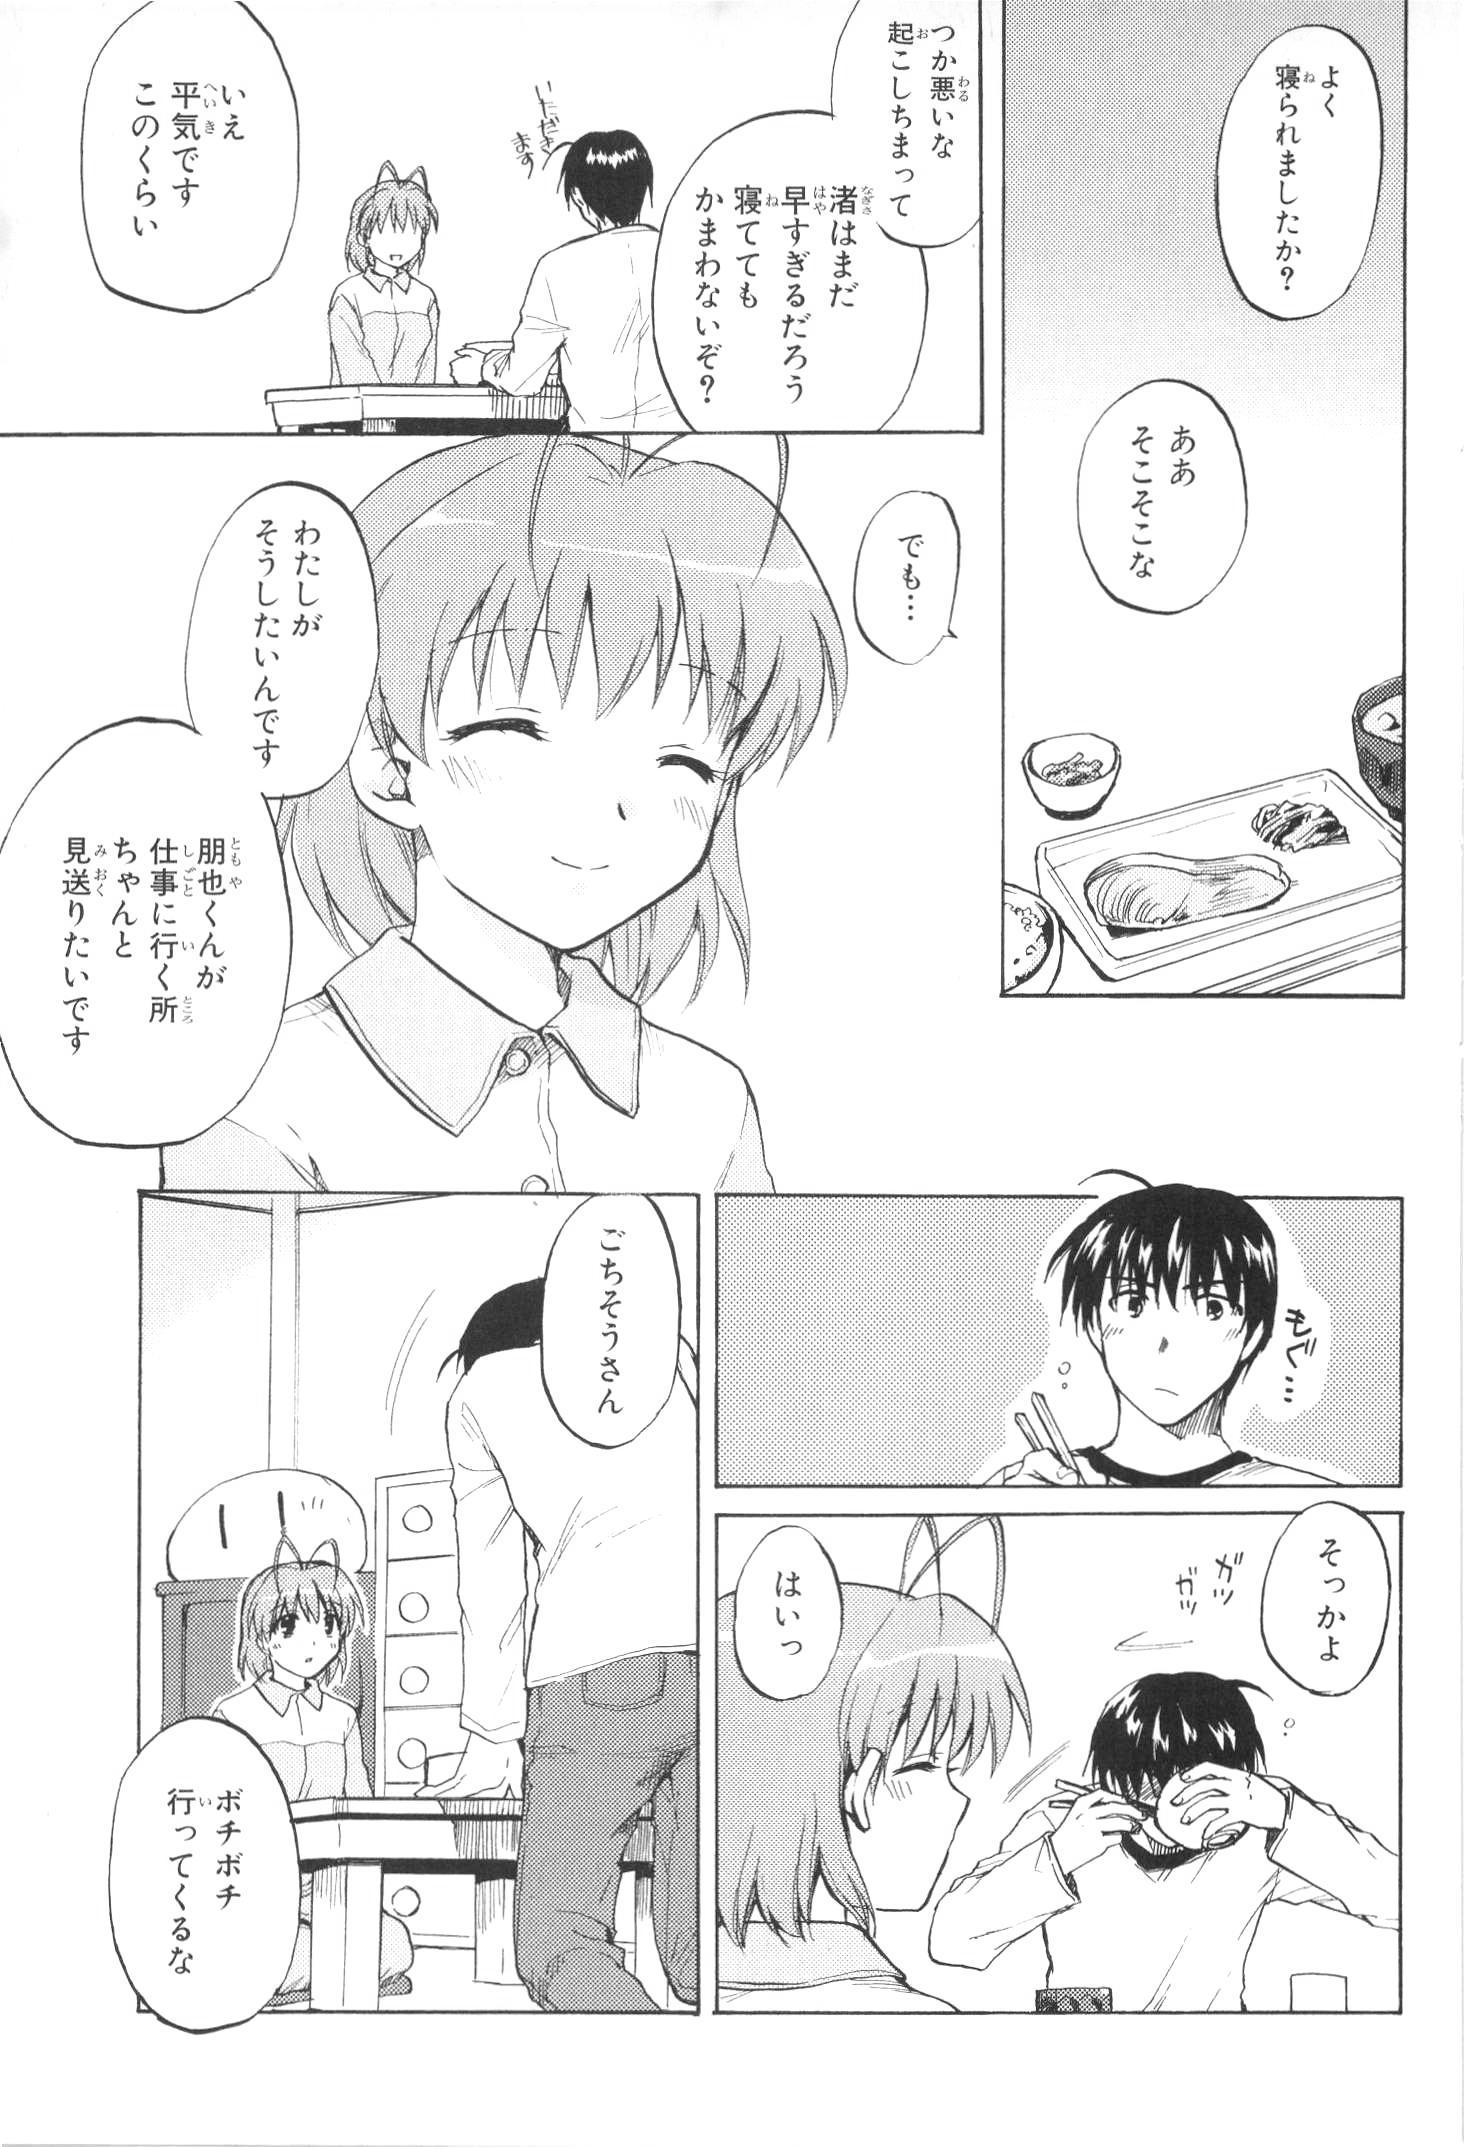 よく
寝られましたか?
ああ
そこそこな
つか悪いな
起こしちまって
渚はまだ
早すぎるだろう
寝てても
かまわないぞ?
いただき
ます
いえ
平気です
このくらい
でも…
わたしが
そうしたいんです
朋也くんが
仕事に行く所
ちゃんと
見送りたいです
もぐ…
そっかよ
ガッ
ガッ
はいっ
ごちそうさん
ボチボチ
行ってくるな